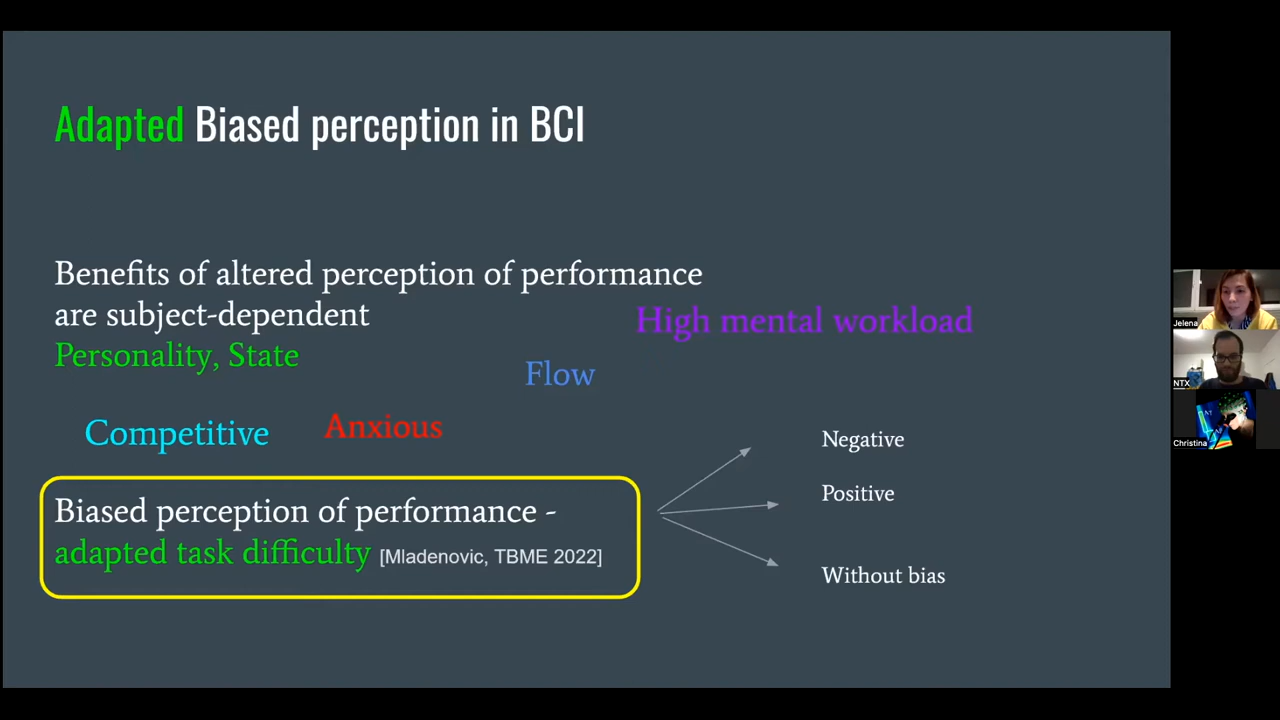 Adapted Biased perception in BCI
Benefits of altered perception of performance
are subject-dependent
High mental workload
Personality, State
Flow
Competitive
Anxious
Negative
Positive
Biased perception of performance -
adapted task difficulty [Mladenovic, TBME 2022]
Without bias
Jelena
NTX
Christina